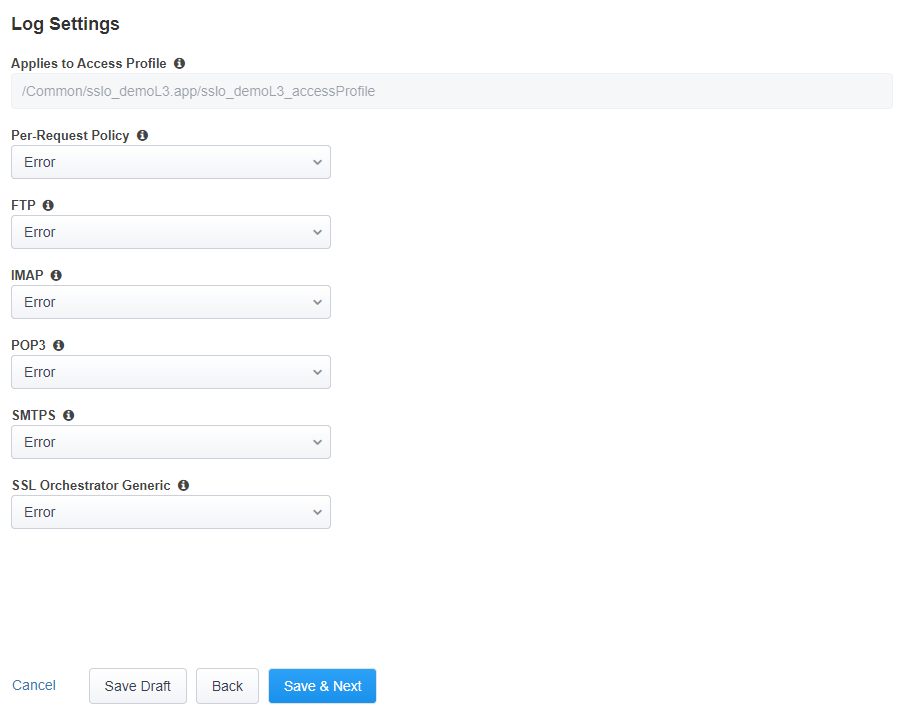 Log Settings
Applies to Access Profile
/Common/sslo_demoL3.app/sslo_demoL3_accessProfile
Per-Request Policy
Error
FTP
Error
IMAP
Error
POP3
Error
SMTPS
Error
SSL Orchestrator Generic
Error
Cancel Save Draft Back Save & Next